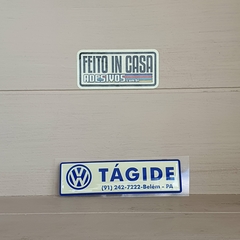 FEITO IN CASA
ADESIVOS
TÁGIDE
(91) 242-7222-Belém - PA